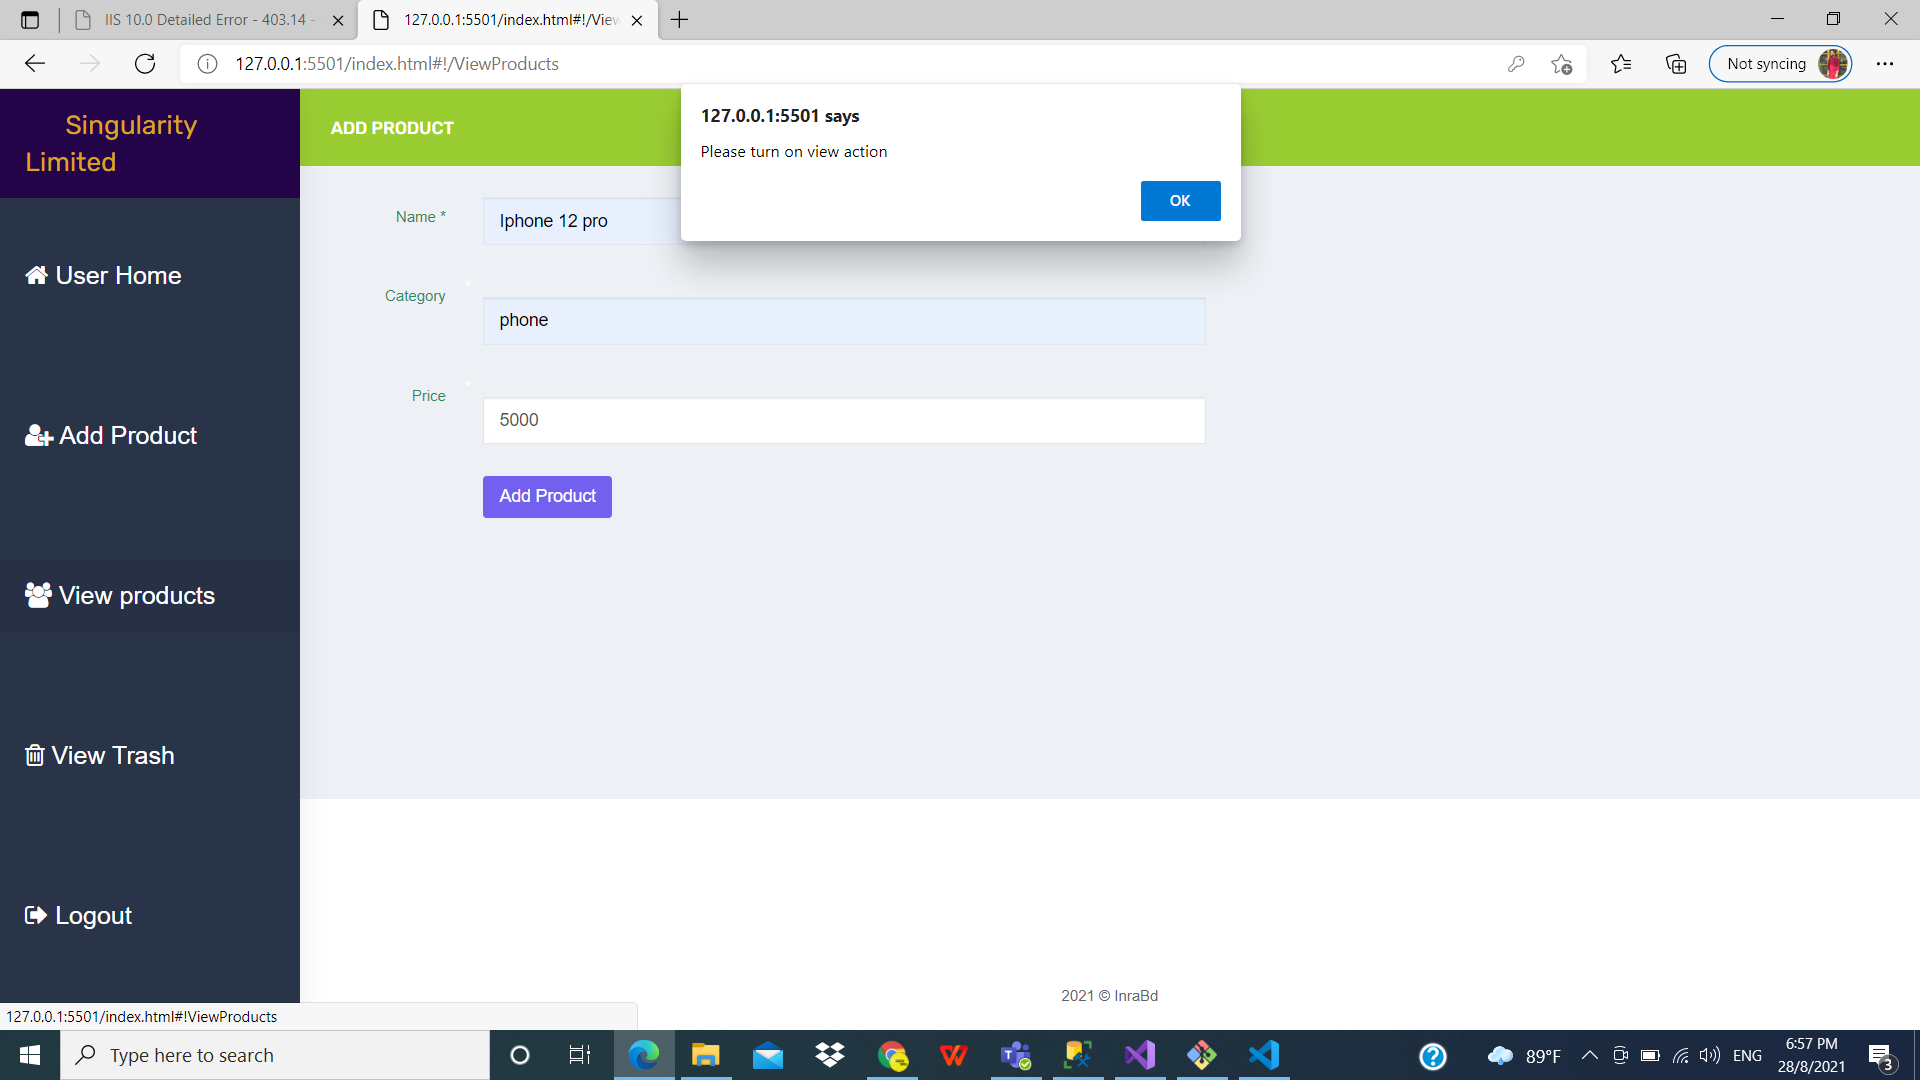 IIS 10.0 Detailed Error - 403.14 -
127.0.0.1:5501/index.html#!/View
127.0.0.1:5501/index.html#!/ViewProducts
Not syncing
Singularity
Limited
ADD PRODUCT
127.0.0.1:5501 says
Please turn on view action
OK
Name *
Iphone 12 pro
User Home
Category *
phone
Price *
5000
Add Product
Add Product
View products
View Trash
Logout
2021 © InraBd
127.0.0.1:5501/index.html#!ViewProducts
Type here to search
89°F
ENG
6:57 PM
28/8/2021
3